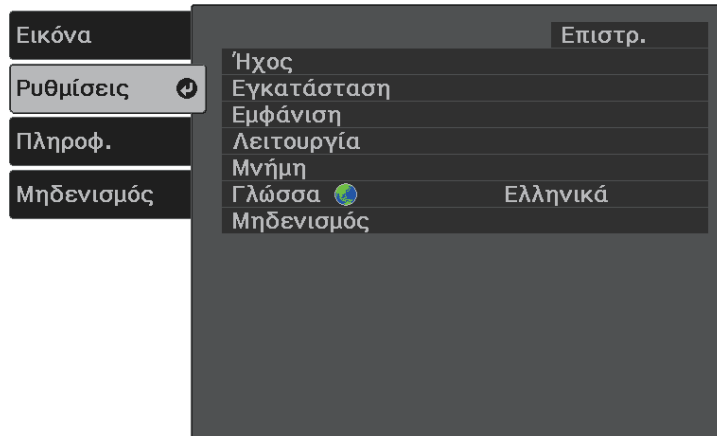 Εικόνα
Ρυθμίσεις
Πληροφ.
Μηδενισμός
Επιστρ.
Ήχος
Εγκατάσταση
Εμφάνιση
Λειτουργία
Μνήμη
Γλώσσα Ελληνικά
Μηδενισμός